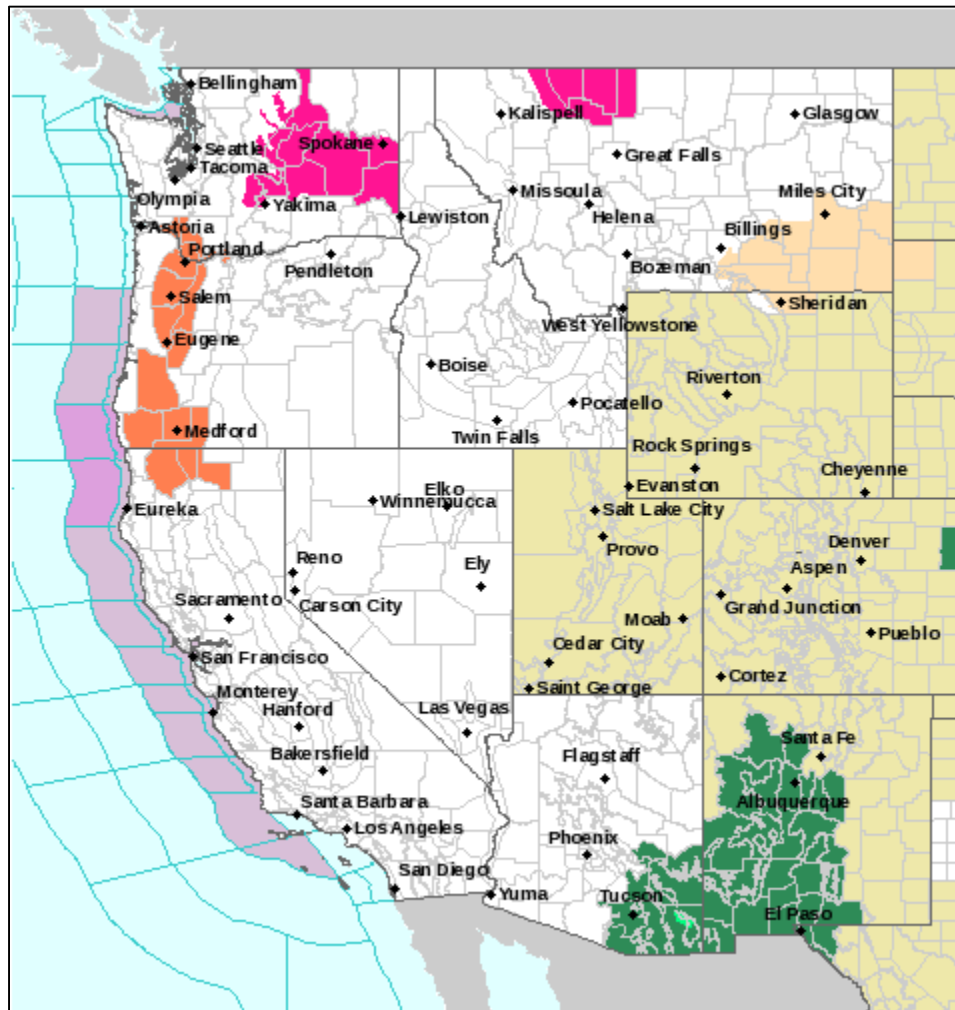 Bellingham
Kalispell
Glasgow
Spokane
Seattle
Great Falls
Tacoma
Miles City
Missoula
Olympia
Yakima
Helena
Lewiston
Astoria
Billings
Portland
Pendleton
Bozeman
Salem
Sheridan
West Yellowstone
Eugene
Boise
Riverton
Pocatello
Medford
Twin Falls
Rock Springs
Cheyenne
Elko
Evanston
Winnemucca
Eureka
Salt Lake City
Denver
Provo
Reno
Ely
Aspen
Sacramento
Carson City
Grand Junction
Moab
Pueblo
Cedar City
San Francisco
Cortez
Saint George
Monterey
Hanford
Las Vegas
Santa Fe
Bakersfield
Flagstaff
Albuquerque
Santa Barbara
Los Angeles
Phoenix
San Diego
Yuma
Tucson
El Paso